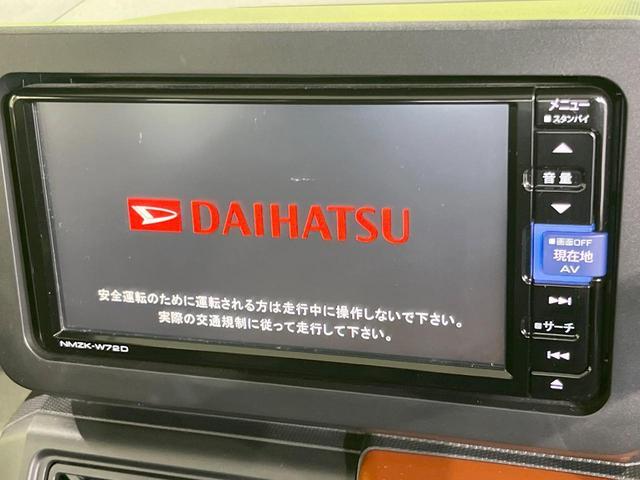 DAIHATSU
安全運転のために運転される方は走行中に操作しないで下さい。
実際の交通規制に従って走行して下さい。
NMZK-W72D
メニュー
スタンバイ
音量
画面OFF
現在地
AV
サーチ